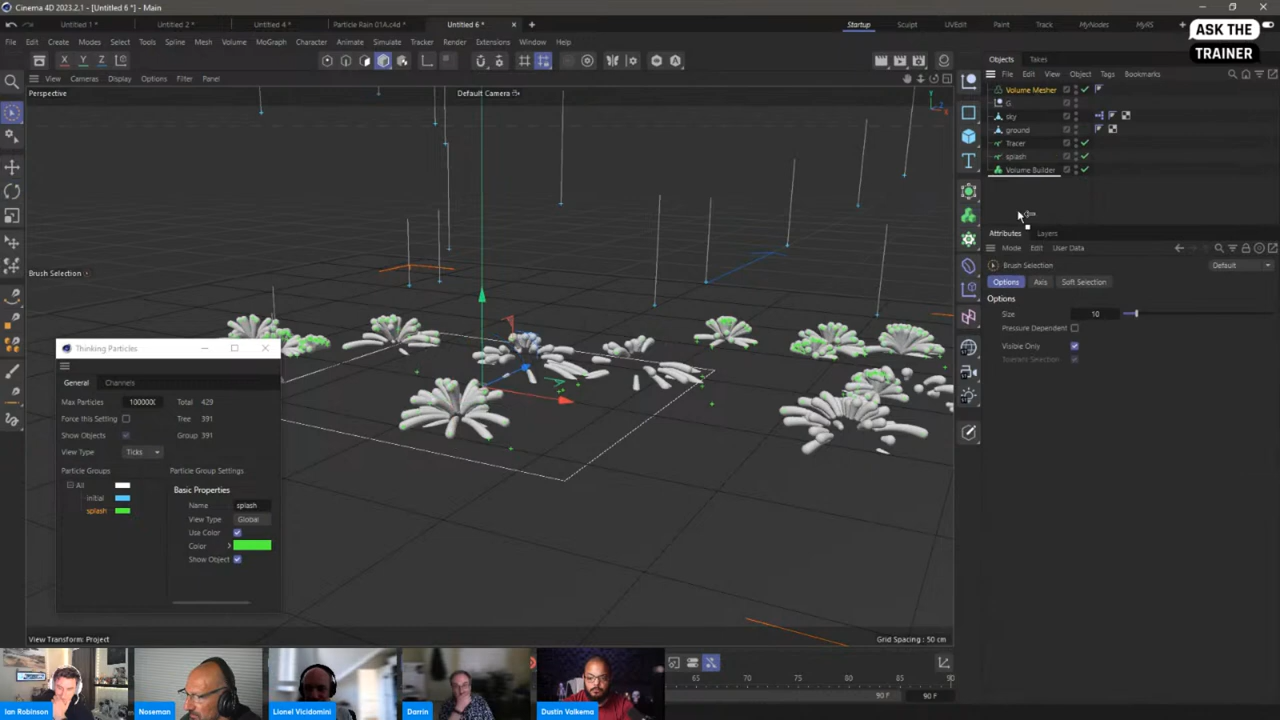 Cinema 4D 2023.2.1 - [Untitled 6 *] - Main
Untitled 1 *
Untitled 2 *
Untitled 4 *
Particle Rain 01A.c4d *
Untitled 6 *
Startup
Sculpt
UVEdit
Paint
Track
MyNodes
MyRS
ASK THE
TRAINER
File Edit Create Modes Select Tools Spline Mesh Volume MoGraph Character Animate Simulate Tracker Render Extensions Window Help
X Y Z
Objects Takes
View Cameras Display Options Filter Panel
File Edit View Object Tags Bookmarks
Perspective
Default Camera
Volume Mesher
G
sky
ground
Tracer
splash
Volume Builder
Brush Selection
Attributes Layers
Mode Edit User Data
Brush Selection
Default
Options Axis Soft Selection
Options
Size 10
Pressure Dependent
Visible Only
Tolerant Selection
Thinking Particles
General Channels
Max Particles 100000 Total 429
Force this Setting Tree 391
Show Objects Group 391
View Type Ticks
Particle Groups Particle Group Settings
All
initial
splash
Basic Properties
Name splash
View Type Global
Use Color
Color
Show Object
View Transform: Project
Grid Spacing : 50 cm
65 70 75 80 85 90
90 F 90 F
Ian Robinson
Noseman
Lionel Vicidomini
Darrin
Dustin Valkema